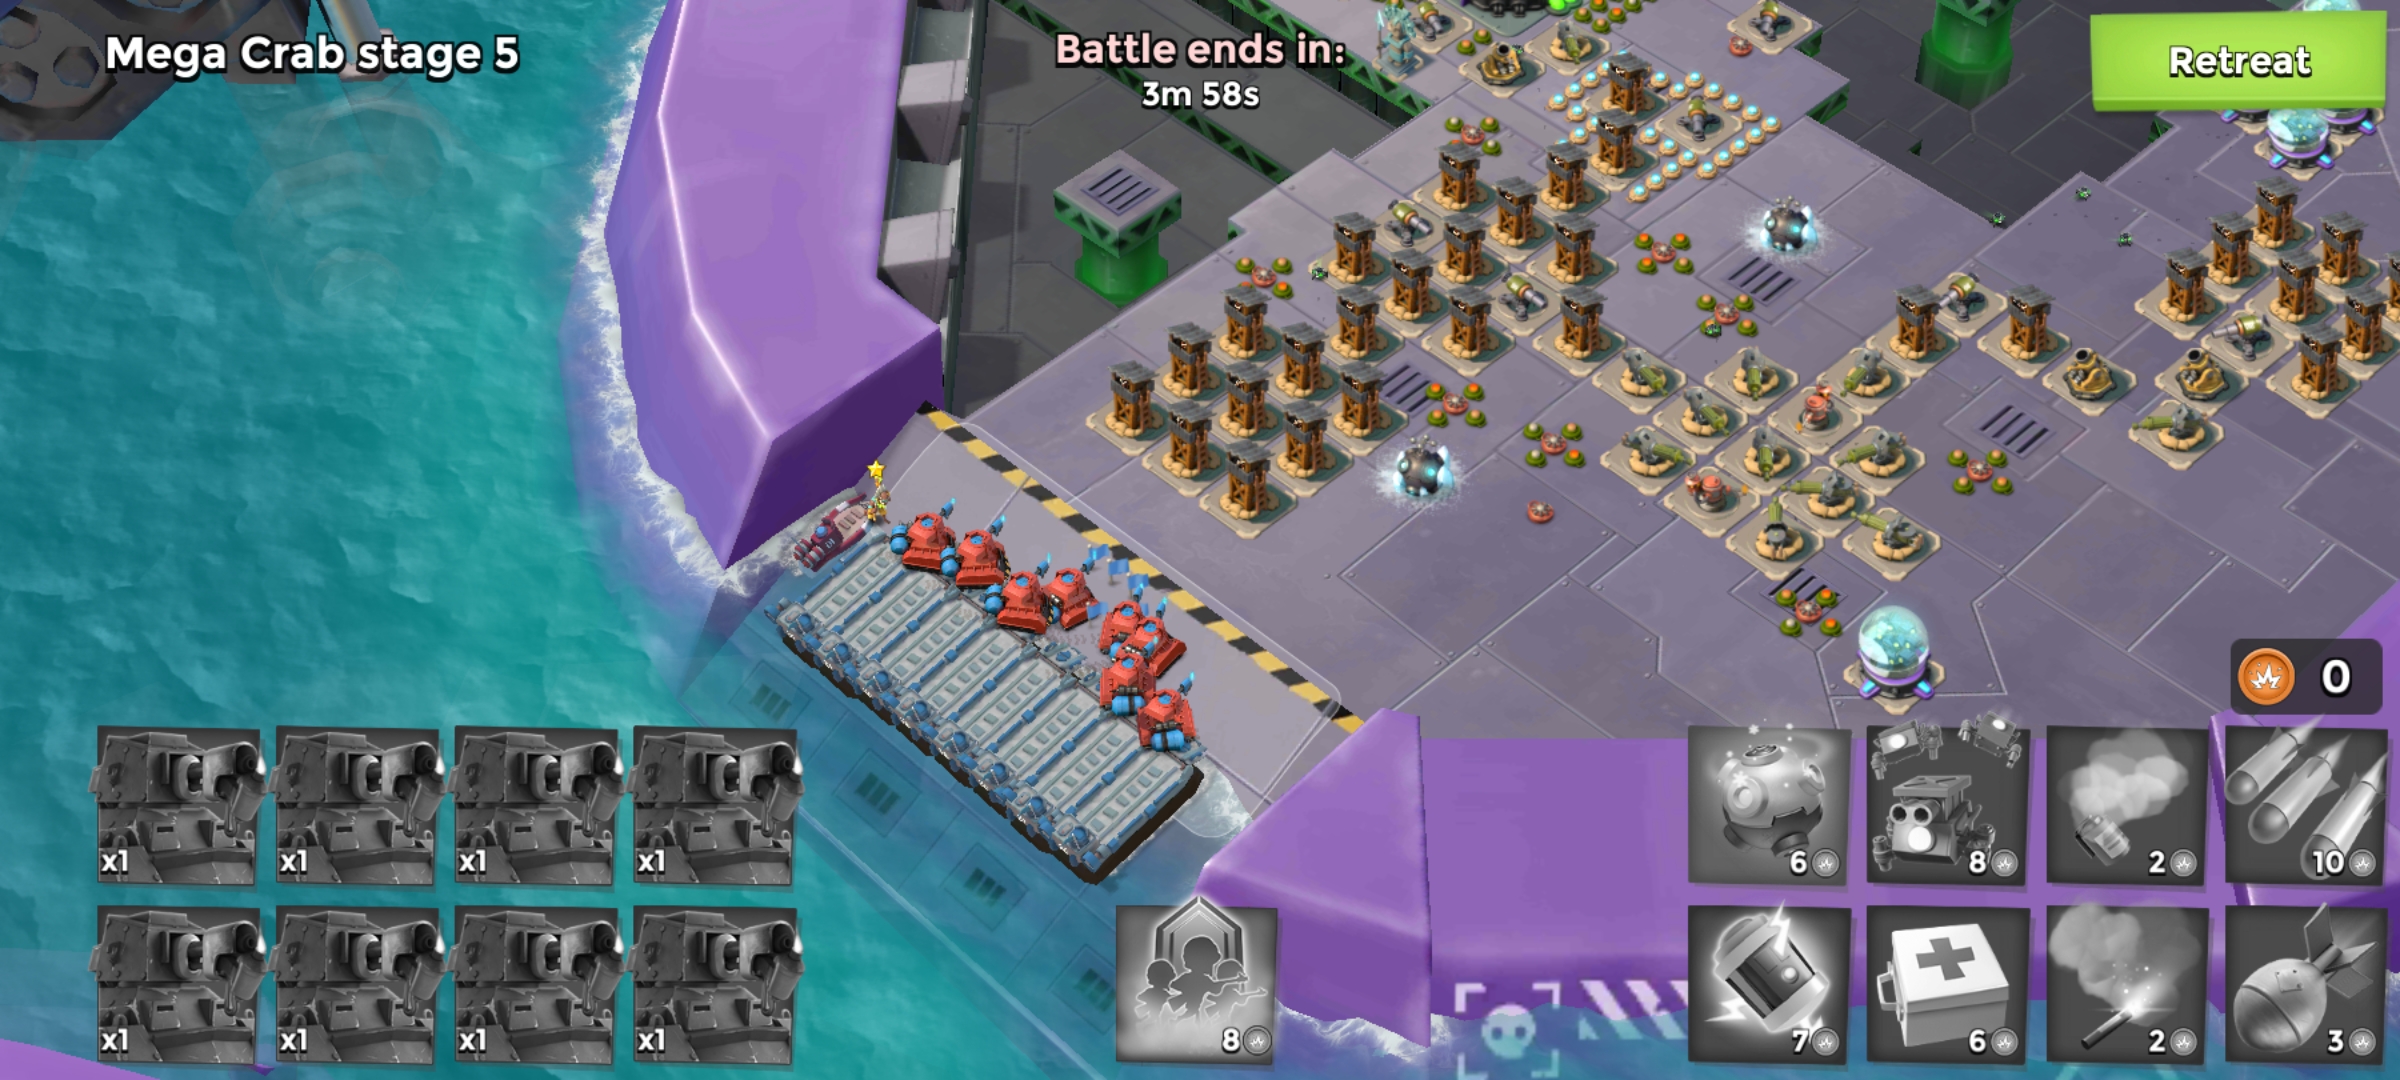 Mega Crab stage 5
Battle ends in:
3m 58s
Retreat
0
x1
x1
x1
x1
6
8
2
10
x1
x1
x1
x1
8
7
6
2
3